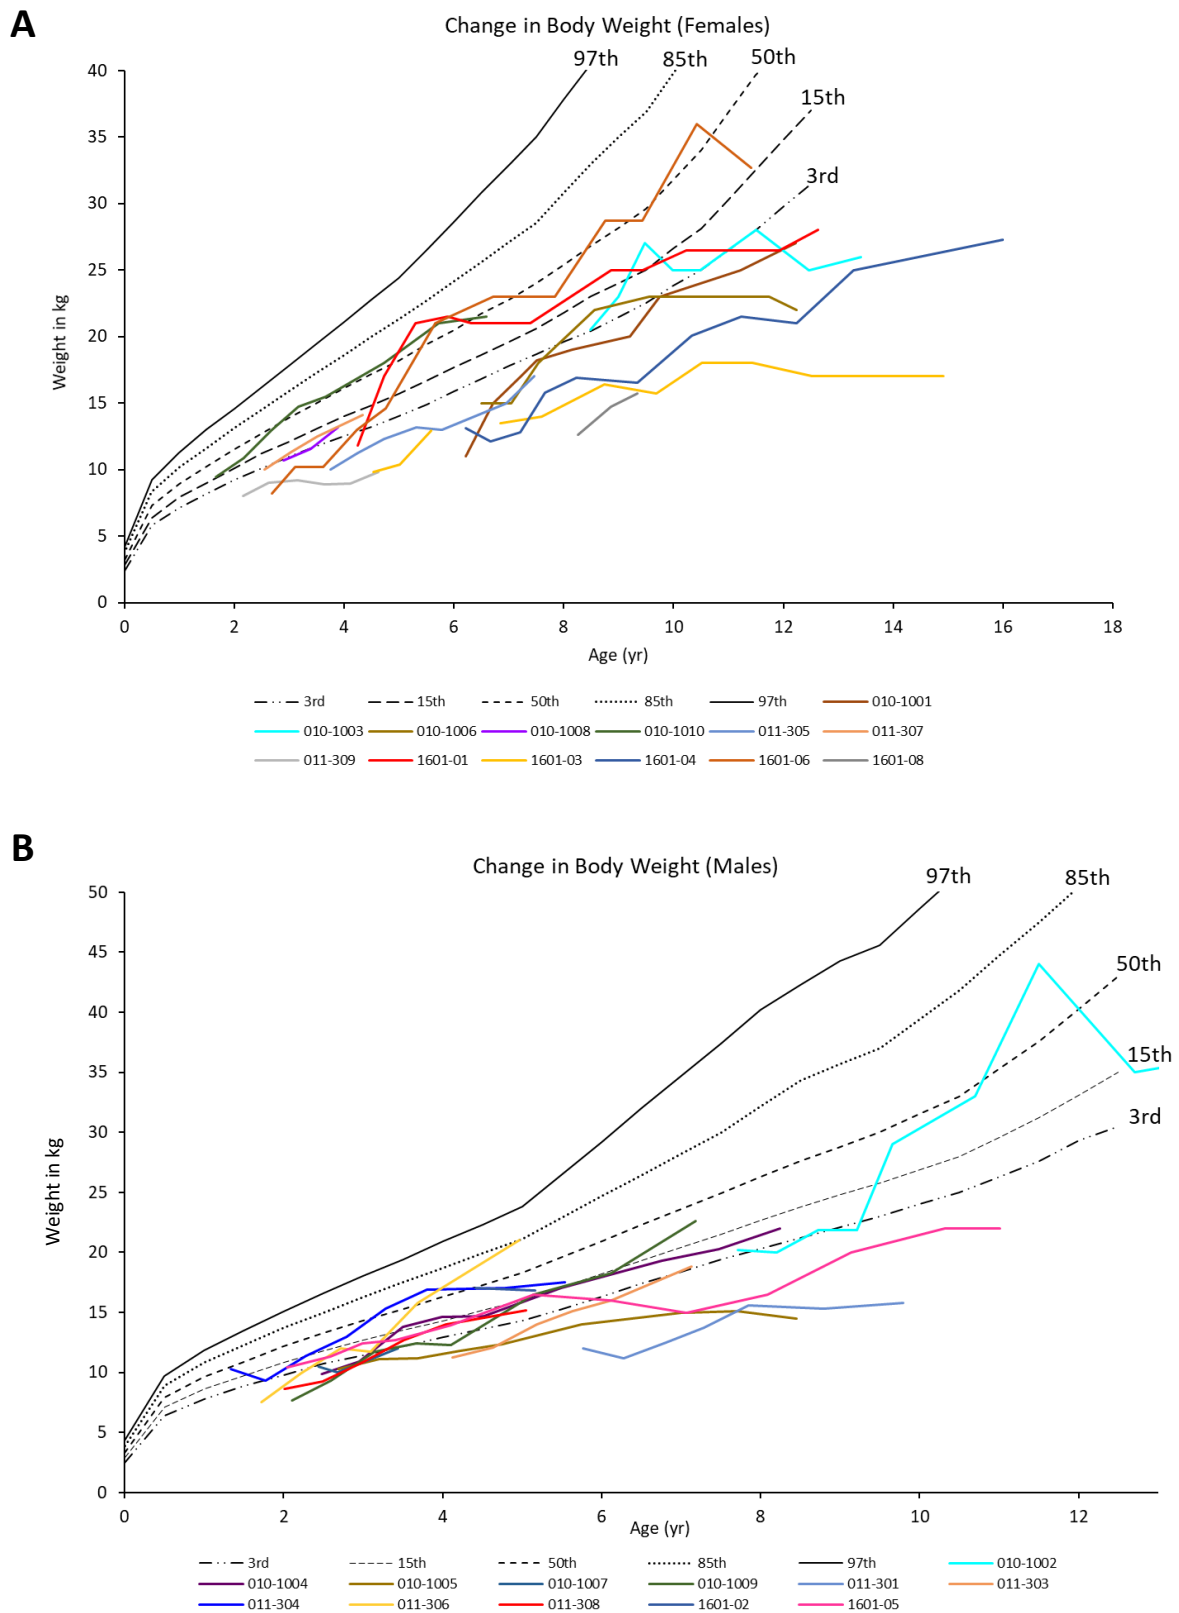 A
Change in Body Weight (Females)
97th
85th
50th
15th
3rd
40
35
30
25
20
15
10
5
0
Weight in kg
0 2 4 6 8 10 12 14 16 18
Age (yr)
3rd 15th 50th 85th 97th 010-1001
010-1003 010-1006 010-1008 010-1010 011-305 011-307
011-309 1601-01 1601-03 1601-04 1601-06 1601-08
B
Change in Body Weight (Males)
97th
85th
50th
15th
3rd
50
45
40
35
30
25
20
15
10
5
0
Weight in kg
0 2 4 6 8 10 12
Age (yr)
3rd 15th 50th 85th 97th 010-1002
010-1004 010-1005 010-1007 010-1009 011-301 011-303
011-304 011-306 011-308 1601-02 1601-05